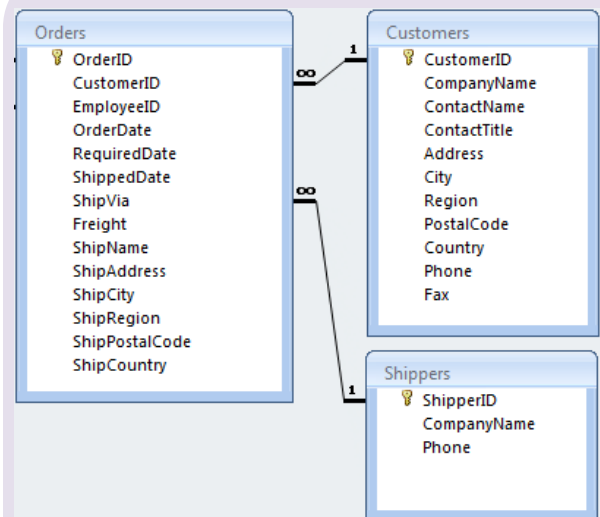 Orders
OrderID
CustomerID
EmployeeID
OrderDate
RequiredDate
ShippedDate
ShipVia
Freight
ShipName
ShipAddress
ShipCity
ShipRegion
ShipPostalCode
ShipCountry
∞
∞
1
1
Customers
CustomerID
CompanyName
ContactName
ContactTitle
Address
City
Region
PostalCode
Country
Phone
Fax
Shippers
ShipperID
CompanyName
Phone